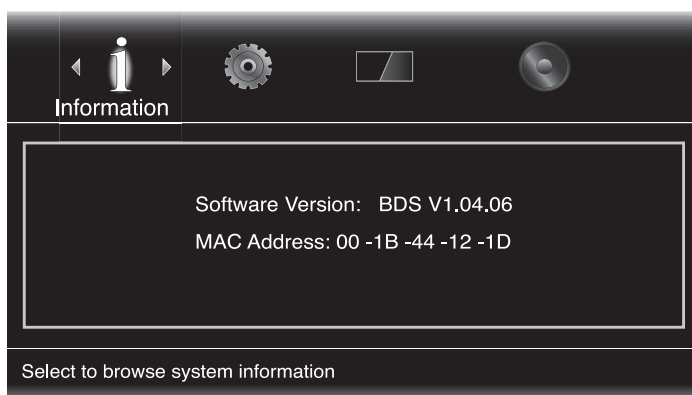 Information
Software Version: BDS V1.04.06
MAC Address: 00 -1B -44 -12 -1D
Select to browse system information